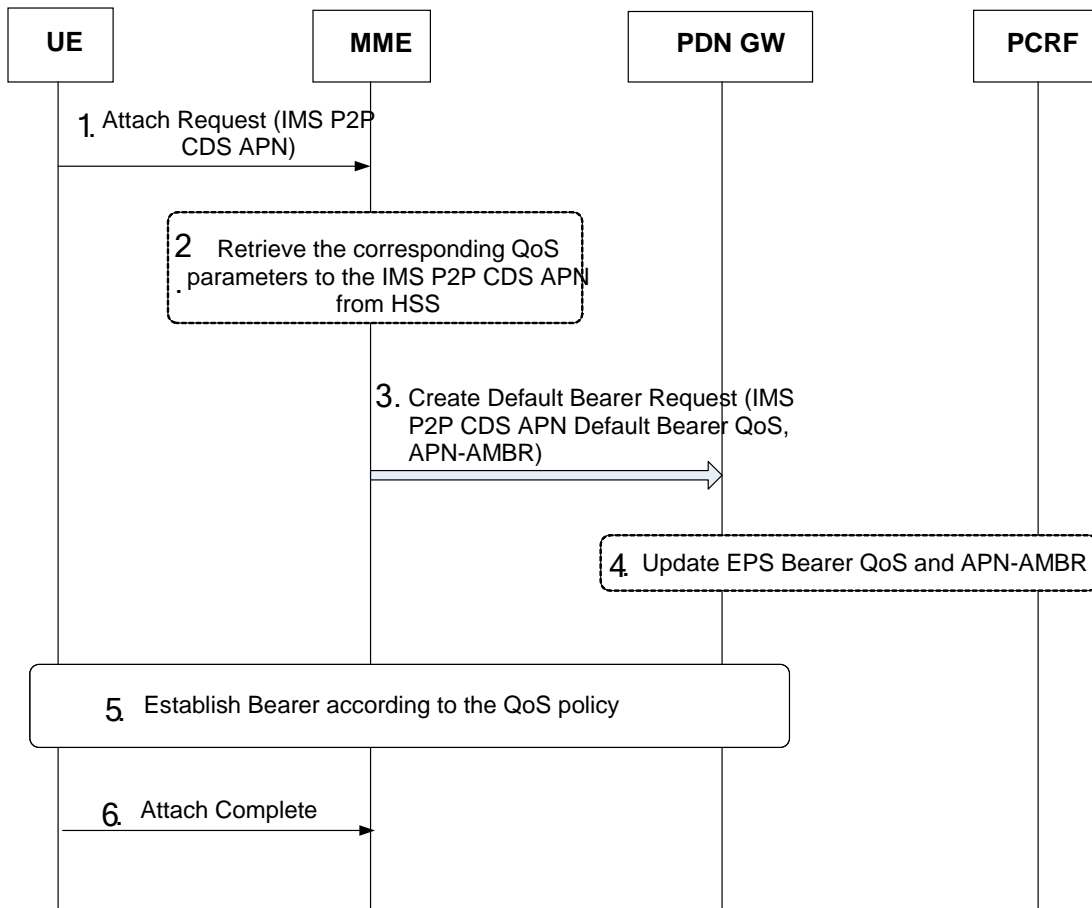 UE
MME
PDN GW
PCRF
1. Attach Request (IMS P2P
CDS APN)
2 Retrieve the corresponding QoS
. parameters to the IMS P2P CDS APN
from HSS
3. Create Default Bearer Request (IMS
P2P CDS APN Default Bearer QoS,
APN-AMBR)
4. Update EPS Bearer QoS and APN-AMBR
5. Establish Bearer according to the QoS policy
6. Attach Complete